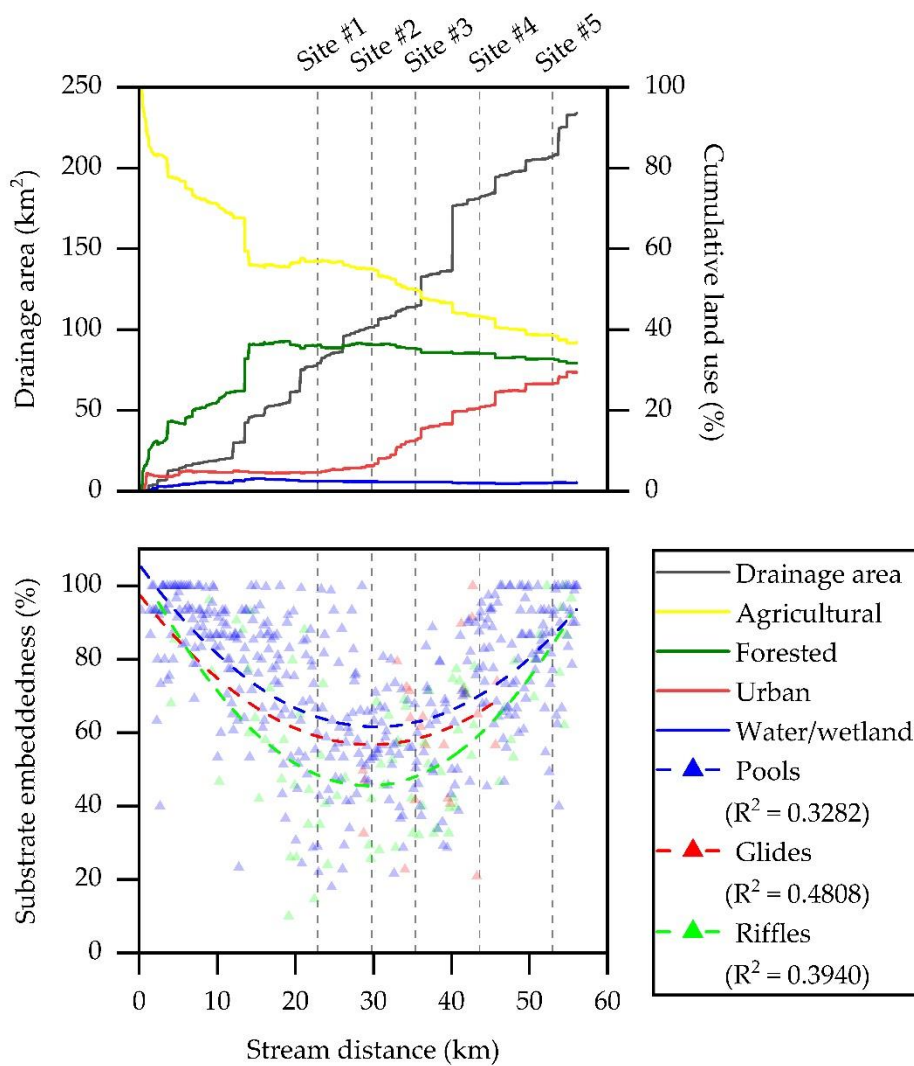 Site #1
Site #2
Site #3
Site #4
Site #5
250
200
150
100
50
0
Drainage area (km²)
100
80
60
40
20
0
Cumulative land use (%)
100
80
60
40
20
0
Substrate embeddedness (%)
0
10
20
30
40
50
60
Stream distance (km)
Drainage area
Agricultural
Forested
Urban
Water/wetland
Pools
(R² = 0.3282)
Glides
(R² = 0.4808)
Riffles
(R² = 0.3940)